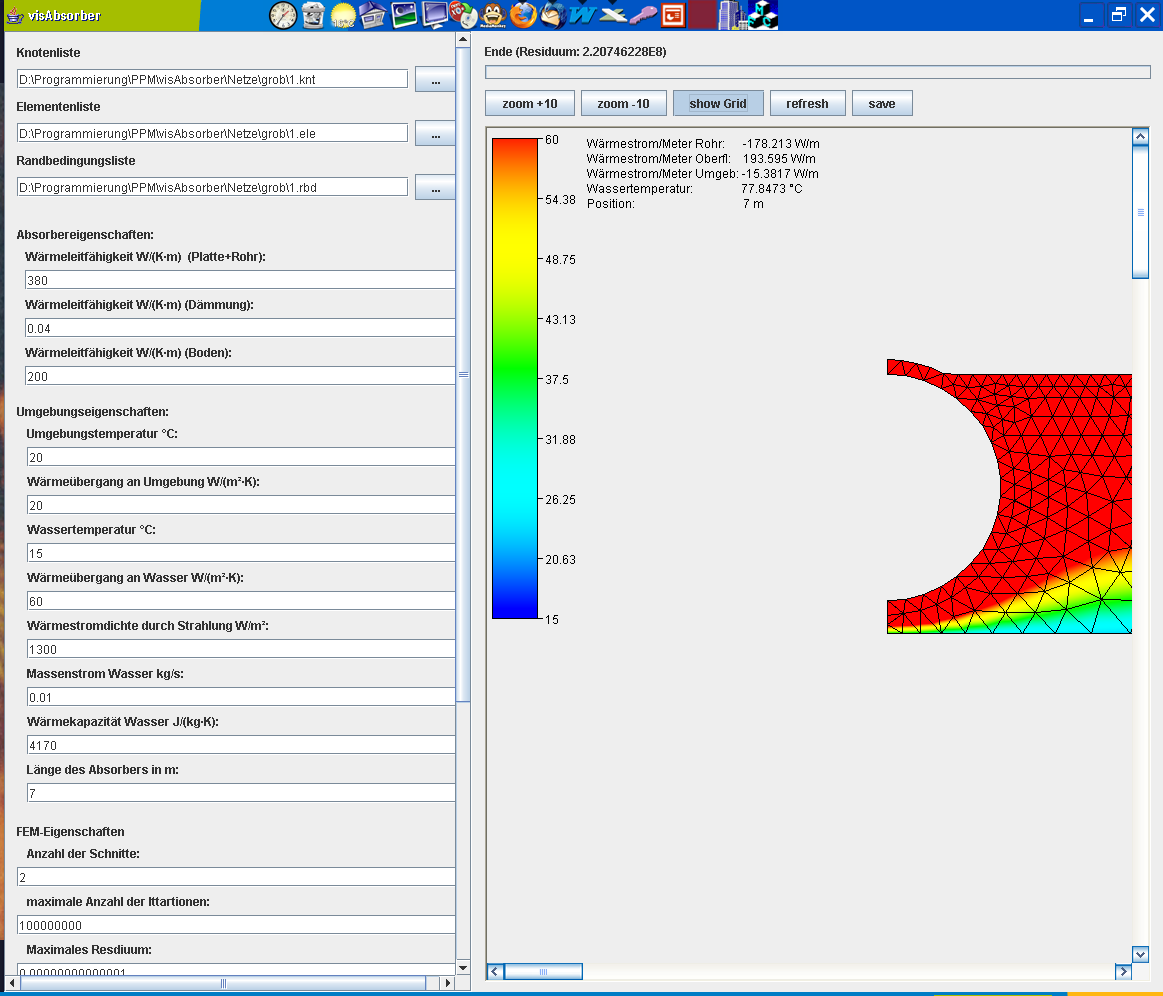 visAbsorber
Knotenliste
D:\Programmierung\PPM\visAbsorber\Netze\grob\1.knt
...
Elementenliste
D:\Programmierung\PPM\visAbsorber\Netze\grob\1.ele
...
Randbedingungsliste
D:\Programmierung\PPM\visAbsorber\Netze\grob\1.rbd
...
Absorbereigenschaften:
Wärmeleitfähigkeit W/(K·m) (Platte+Rohr):
380
Wärmeleitfähigkeit W/(K·m) (Dämmung):
0.04
Wärmeleitfähigkeit W/(K·m) (Boden):
200
Umgebungseigenschaften:
Umgebungstemperatur °C:
20
Wärmeübergang an Umgebung W/(m²·K):
20
Wassertemperatur °C:
15
Wärmeübergang an Wasser W/(m²·K):
60
Wärmestromdichte durch Strahlung W/m²:
1300
Massenstrom Wasser kg/s:
0.01
Wärmekapazität Wasser J/(kg·K):
4170
Länge des Absorbers in m:
7
FEM-Eigenschaften
Anzahl der Schnitte:
2
maximale Anzahl der Ittartionen:
100000000
Maximales Resdiuum:
0.00000000000001
Ende (Residuum: 2.20746228E8)
zoom +10
zoom -10
show Grid
refresh
save
60
54.38
48.75
43.13
37.5
31.88
26.25
20.63
15
Wärmestrom/Meter Rohr: -178.213 W/m
Wärmestrom/Meter Oberfl: 193.595 W/m
Wärmestrom/Meter Umgeb: -15.3817 W/m
Wassertemperatur: 77.8473 °C
Position: 7 m